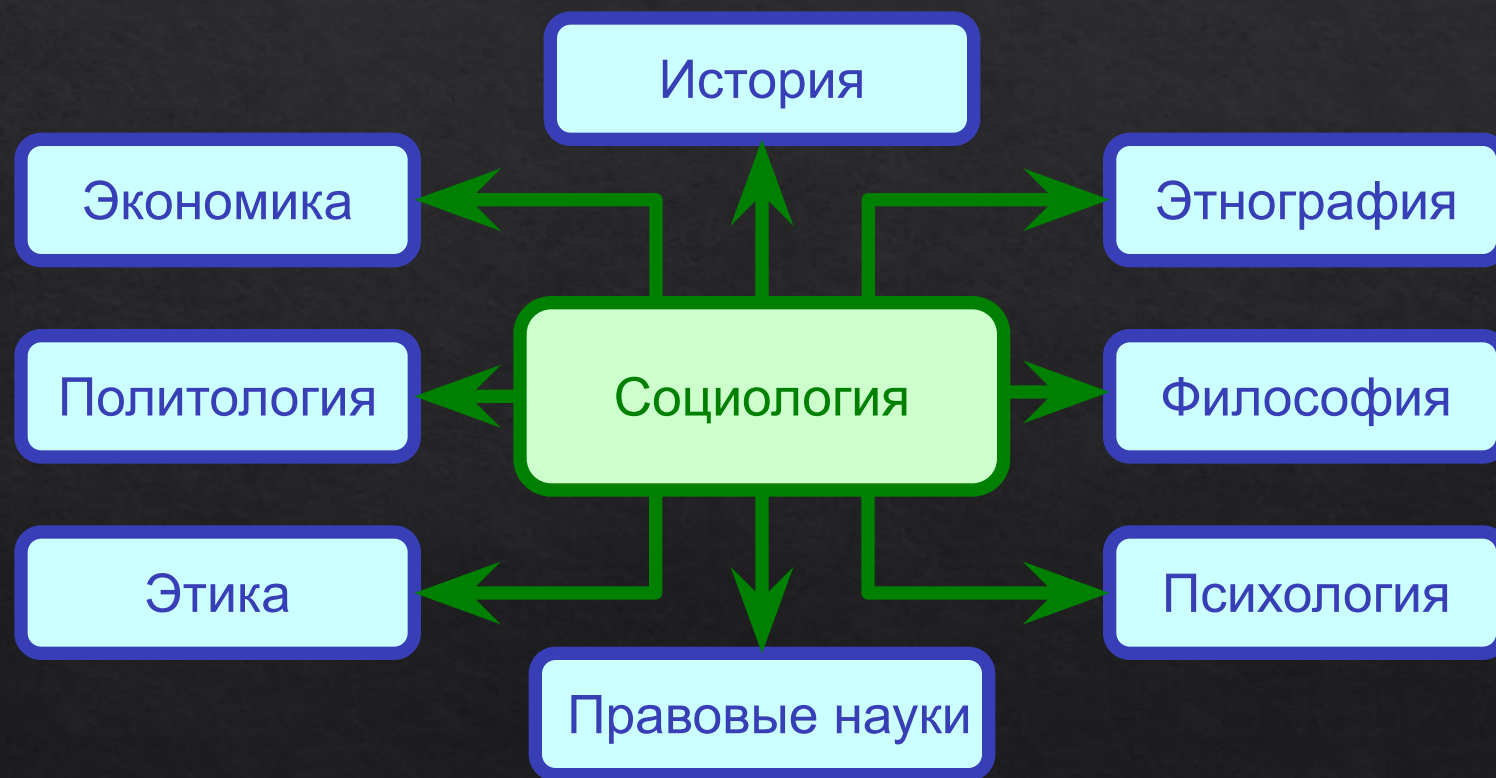 История
Экономика
Этнография
Политология
Социология
Философия
Этика
Психология
Правовые науки